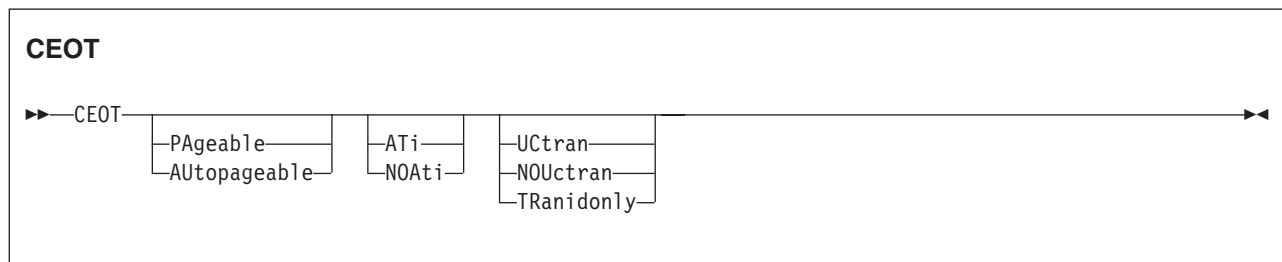 CEOT
CEOT
PAgeable
AUtopageable
ATi
NOAti
UCtran
NOUctran
TRanidonly